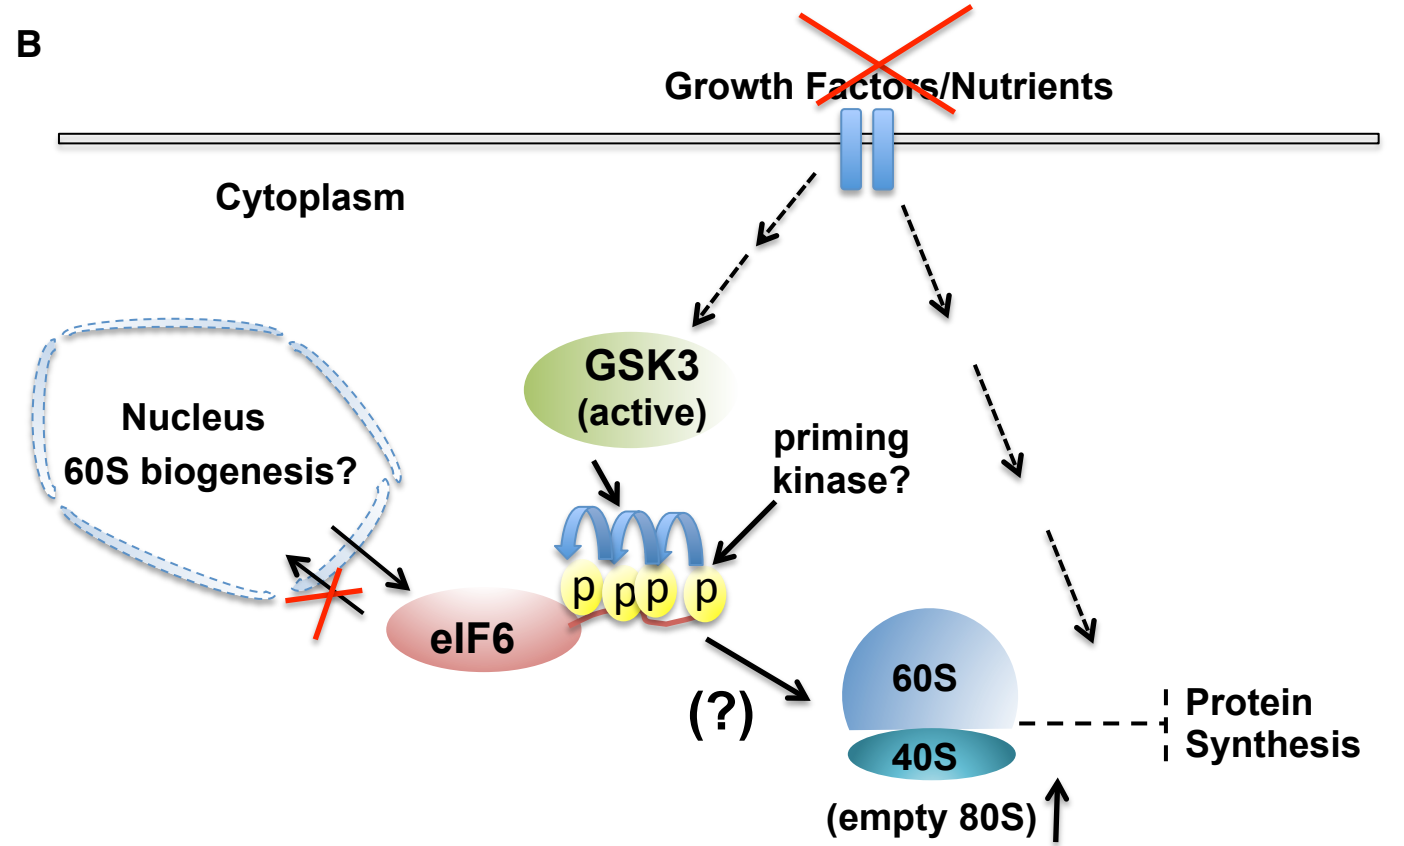 B
Growth Factors/Nutrients
Cytoplasm
GSK3
(active)
Nucleus
60S biogenesis?
priming
kinase?
p p p p
eIF6
(?)
60S
40S
(empty 80S)
Protein
Synthesis